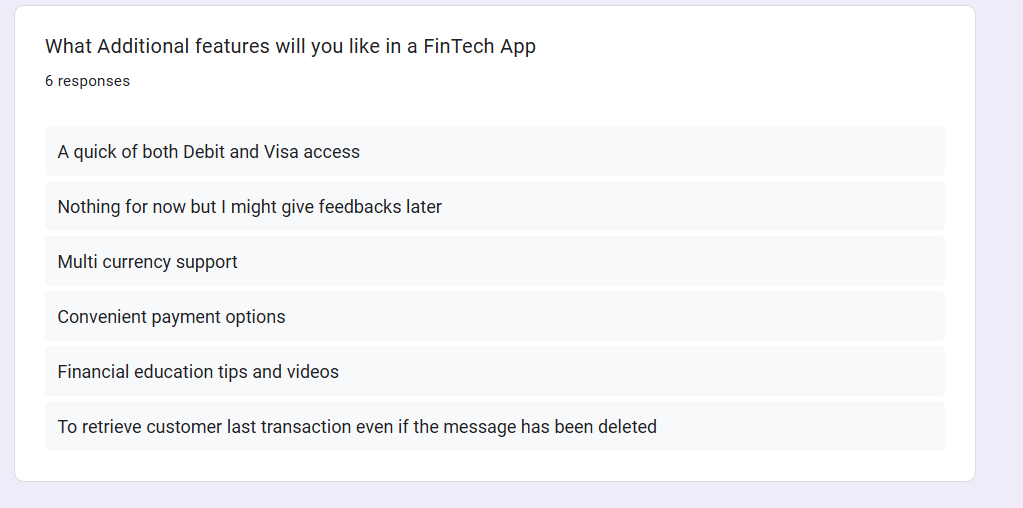 What Additional features will you like in a FinTech App
6 responses
A quick of both Debit and Visa access
Nothing for now but I might give feedbacks later
Multi currency support
Convenient payment options
Financial education tips and videos
To retrieve customer last transaction even if the message has been deleted